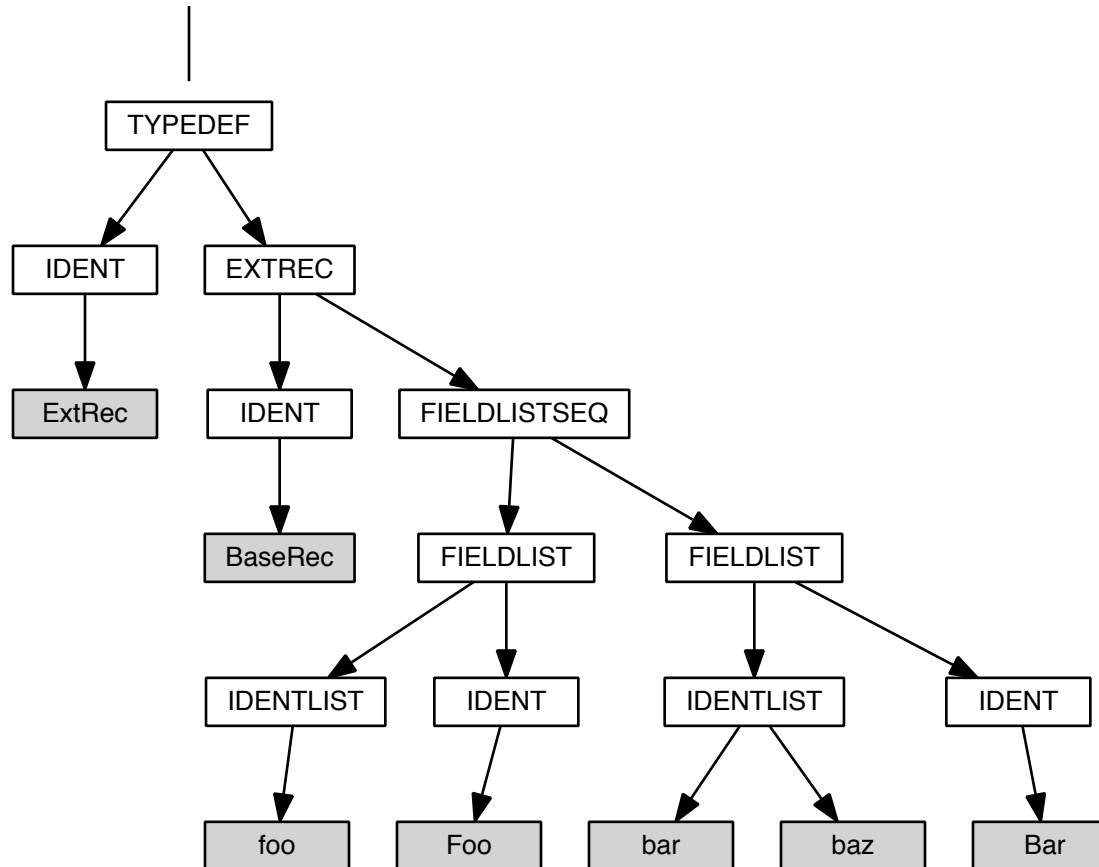 TYPEDEF
IDENT
EXTREC
ExtRec
IDENT
FIELDLISTSEQ
BaseRec
FIELDLIST
FIELDLIST
IDENTLIST
IDENT
IDENTLIST
IDENT
foo
Foo
bar
baz
Bar